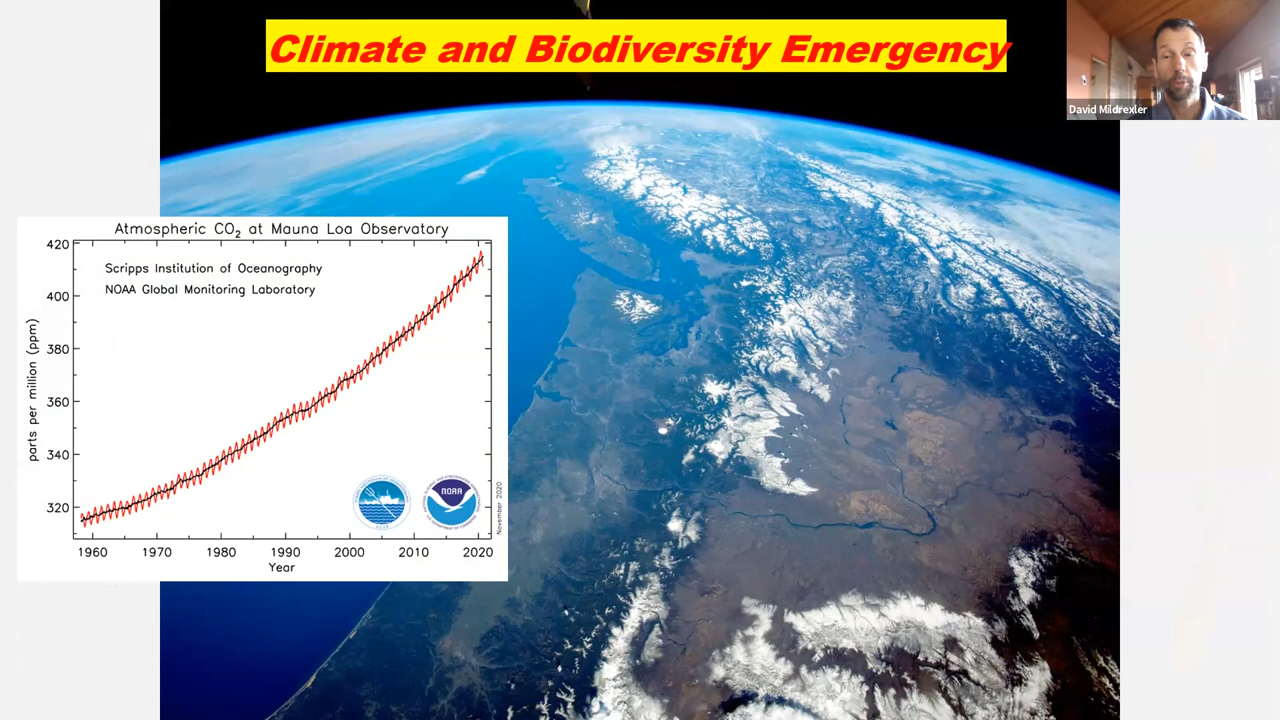 Climate and Biodiversity Emergency
David Mildrexler
Atmospheric CO₂ at Mauna Loa Observatory
Scripps Institution of Oceanography
NOAA Global Monitoring Laboratory
parts per million (ppm)
420
400
380
360
340
320
NOAA
November 2020
1960 1970 1980 1990 2000 2010 2020
Year